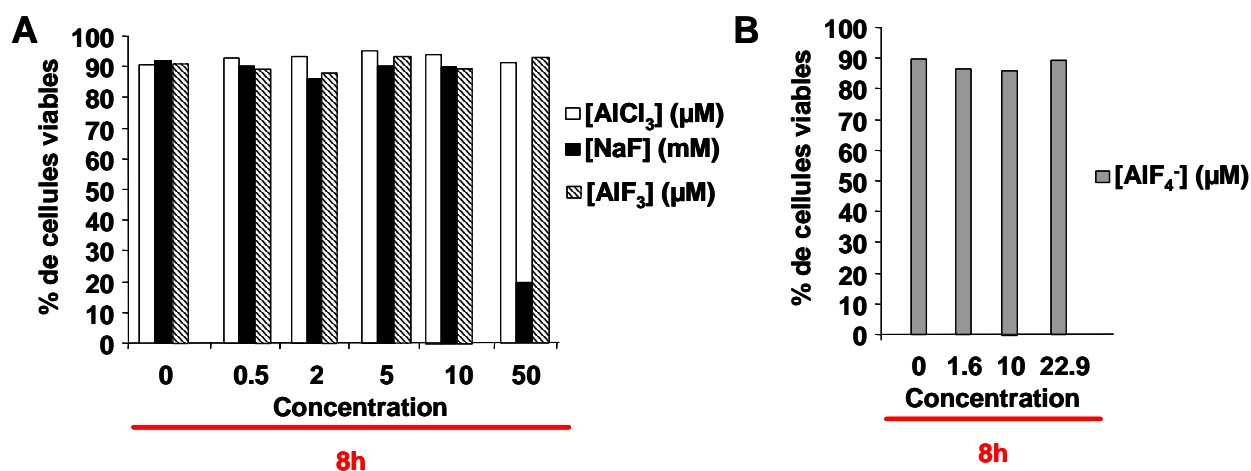 A
% de cellules viables
100
90
80
70
60
50
40
30
20
10
0
0 0.5 2 5 10 50
Concentration
8h
[AlCl3] (µM)
[NaF] (mM)
[AlF3] (µM)
B
% de cellules viables
100
90
80
70
60
50
40
30
20
10
0
0 1.6 10 22.9
Concentration
8h
[AlF4-] (µM)